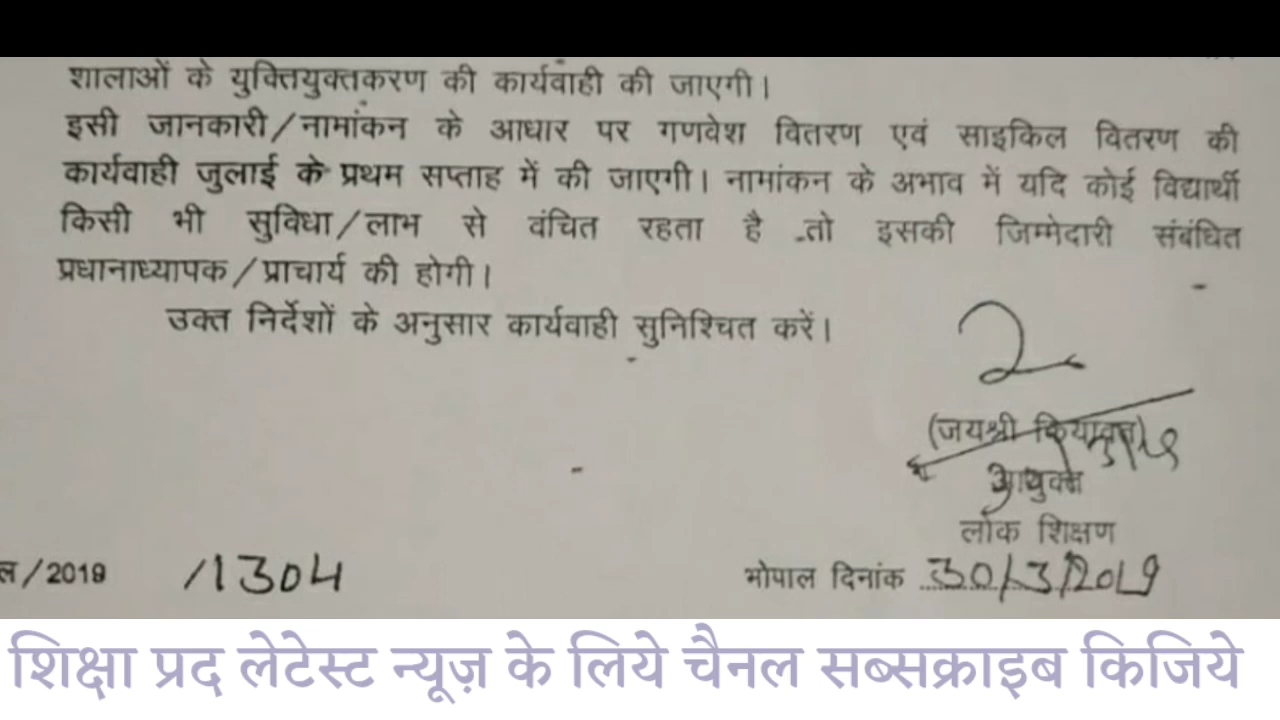 शालाओं के युक्तियुक्तकरण की कार्यवाही की जाएगी।
इसी जानकारी/नामांकन के आधार पर गणवेश वितरण एवं साइकिल वितरण की
कार्यवाही जुलाई के प्रथम सप्ताह में की जाएगी। नामांकन के अभाव में यदि कोई विद्यार्थी
किसी भी सुविधा/लाभ से वंचित रहता है तो इसकी जिम्मेदारी संबंधित
प्रधानाध्यापक/प्राचार्य की होगी।
उक्त निर्देशों के अनुसार कार्यवाही सुनिश्चित करें।
(जयश्री कियावत)
आयुक्त
लोक शिक्षण
ल/2019 /1304 भोपाल दिनांक 30/3/2019
शिक्षा प्रद लेटेस्ट न्यूज़ के लिये चैनल सब्सक्राइब किजिये